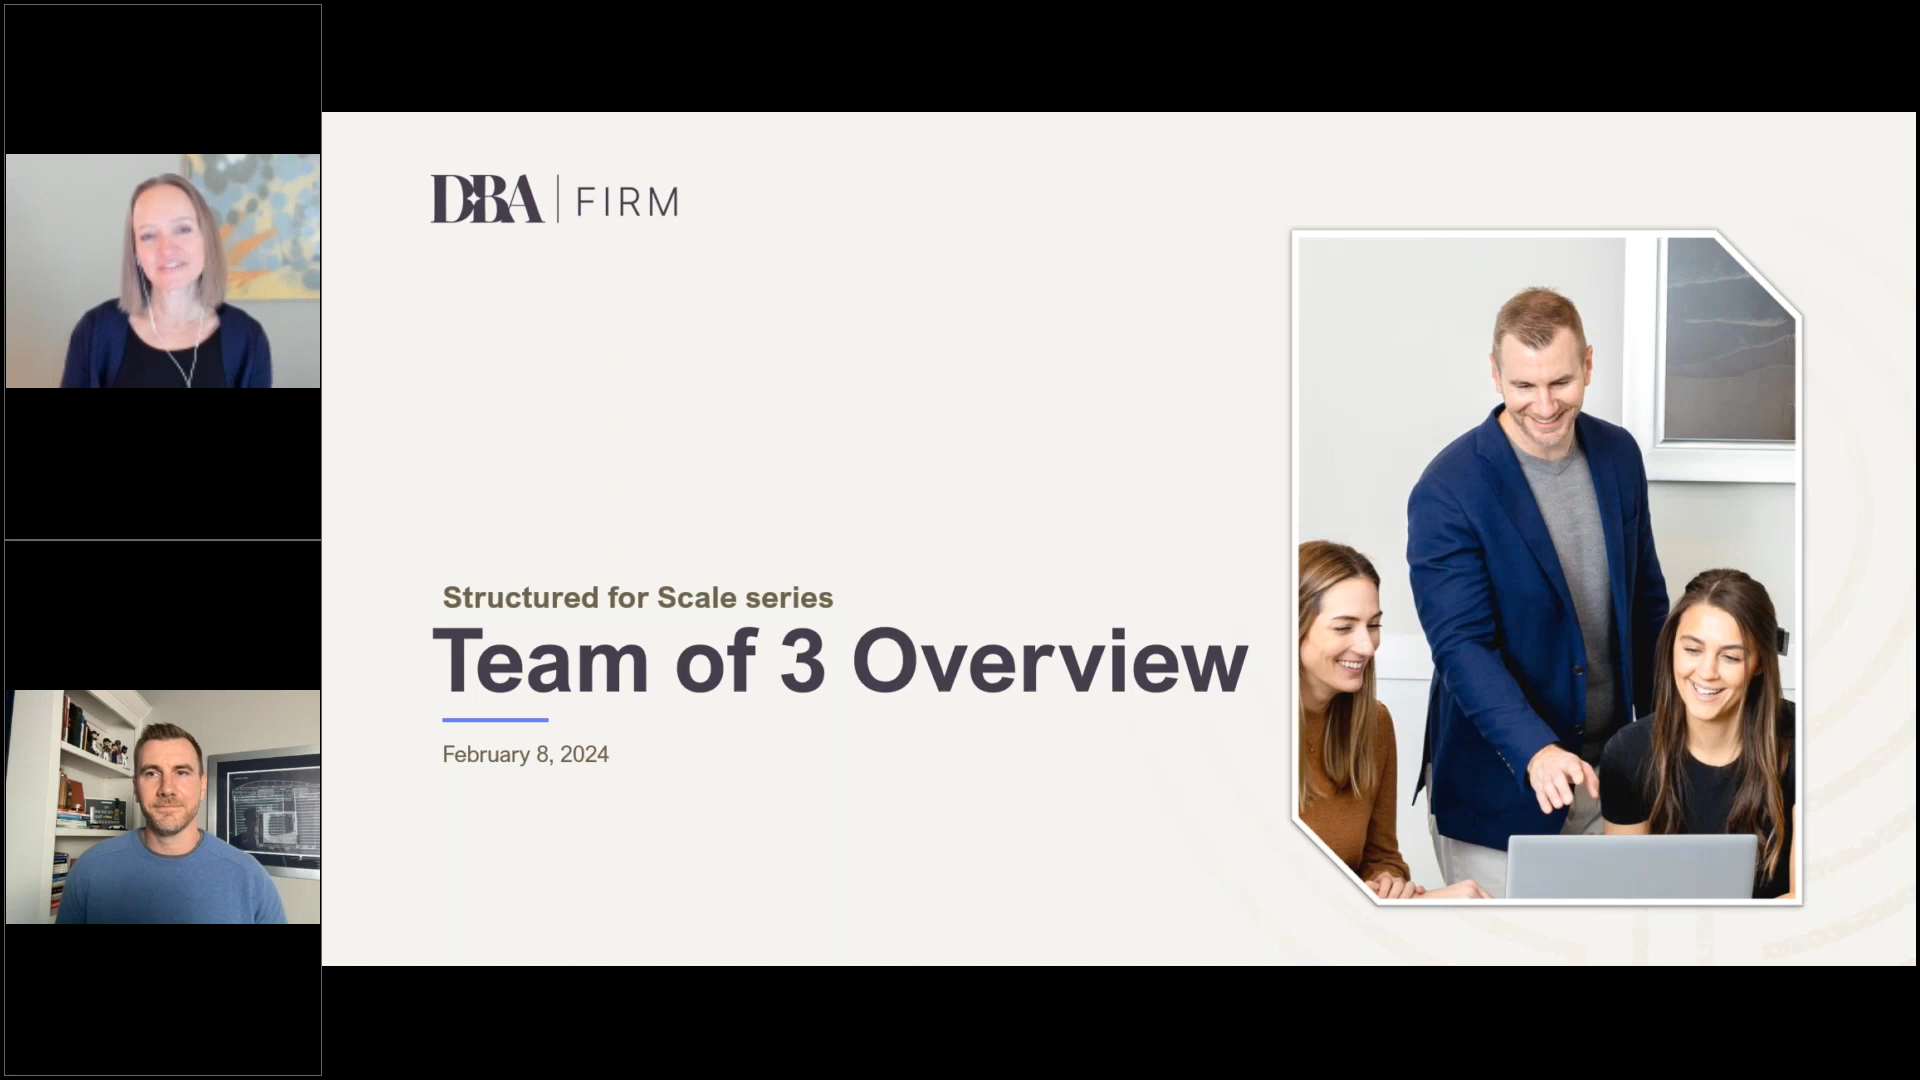 DBA | FIRM
Structured for Scale series
Team of 3 Overview
February 8, 2024